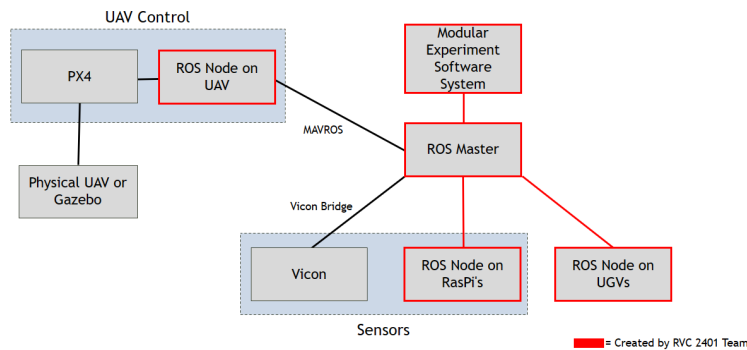 UAV Control
PX4
ROS Node on
UAV
Modular
Experiment
Software
System
MAVROS
ROS Master
Physical UAV or
Gazebo
Vicon Bridge
Vicon
ROS Node on
RasPi's
ROS Node on
UGVs
Sensors
= Created by RVC 2401 Team